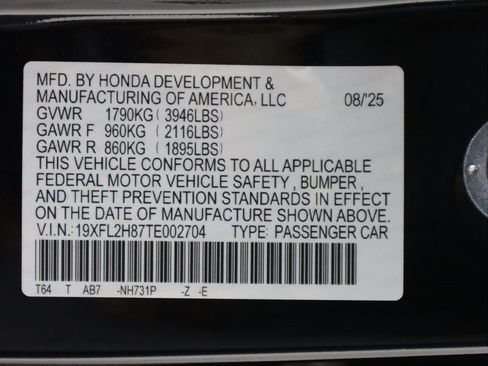 MFD. BY HONDA DEVELOPMENT &
MANUFACTURING OF AMERICA, LLC 08/'25
GVWR 1790KG ( 3946LBS)
GAWR F 960KG ( 2116LBS)
GAWR R 860KG ( 1895LBS)
THIS VEHICLE CONFORMS TO ALL APPLICABLE
FEDERAL MOTOR VEHICLE SAFETY , BUMPER ,
AND THEFT PREVENTION STANDARDS IN EFFECT
ON THE DATE OF MANUFACTURE SHOWN ABOVE.
V.I.N.: 19XFL2H87TE002704 TYPE: PASSENGER CAR
T64 T AB7 -NH731P -Z -E